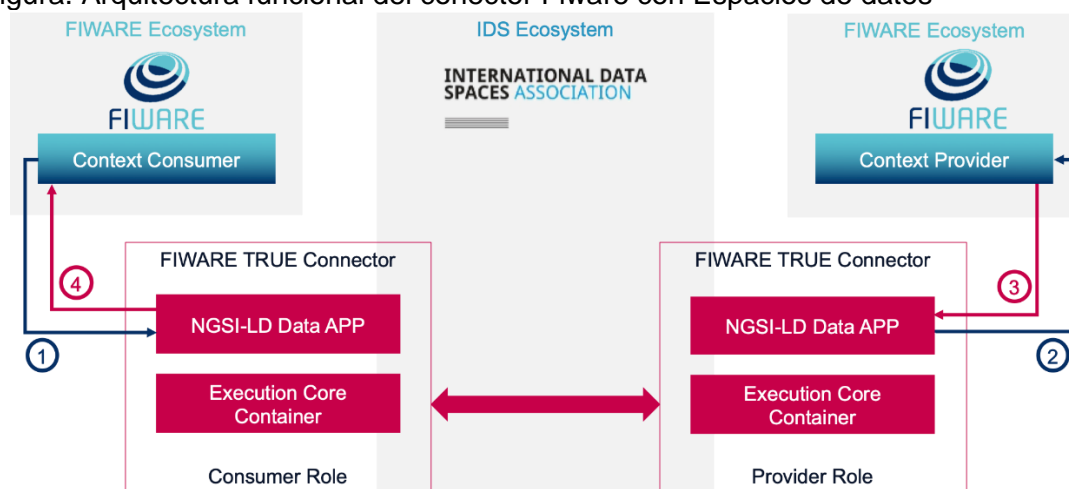 igura: Arquitectura funcional del conector Fiware con Espacios de datos
FIWARE Ecosystem
IDS Ecosystem
FIWARE Ecosystem
FIWARE
INTERNATIONAL DATA
SPACES ASSOCIATION
FIWARE
Context Consumer
Context Provider
FIWARE TRUE Connector
FIWARE TRUE Connector
4
3
NGSI-LD Data APP
NGSI-LD Data APP
1
2
Execution Core
Container
Execution Core
Container
Consumer Role
Provider Role